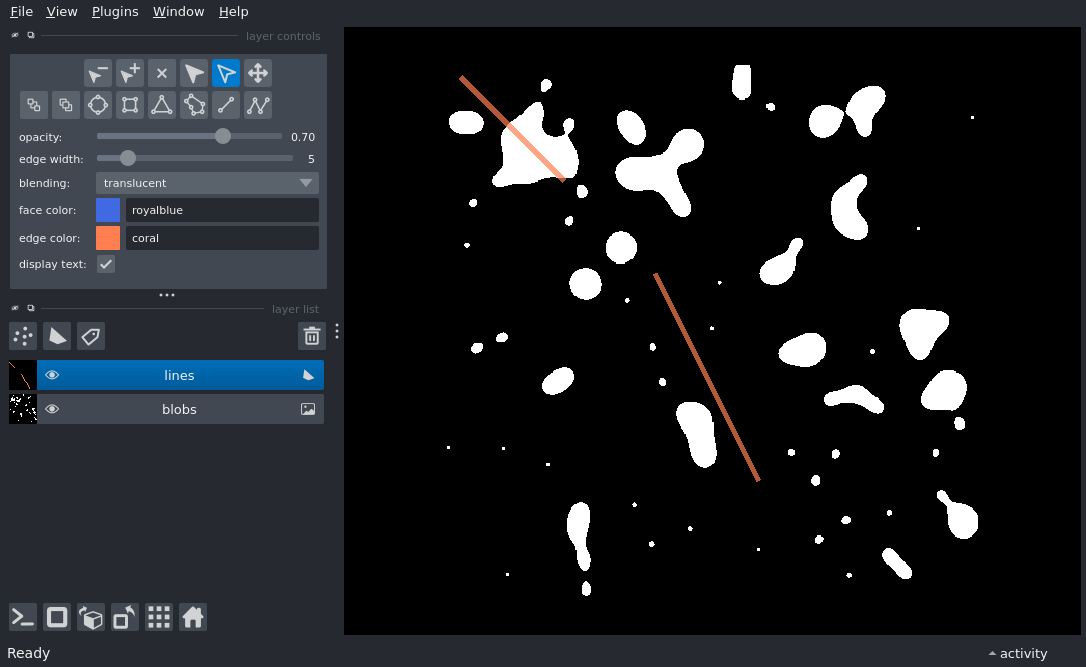 File View Plugins Window Help
layer controls
opacity: 0.70
edge width: 5
blending: translucent
face color: royalblue
edge color: coral
display text:
layer list
lines
blobs
Ready
activity